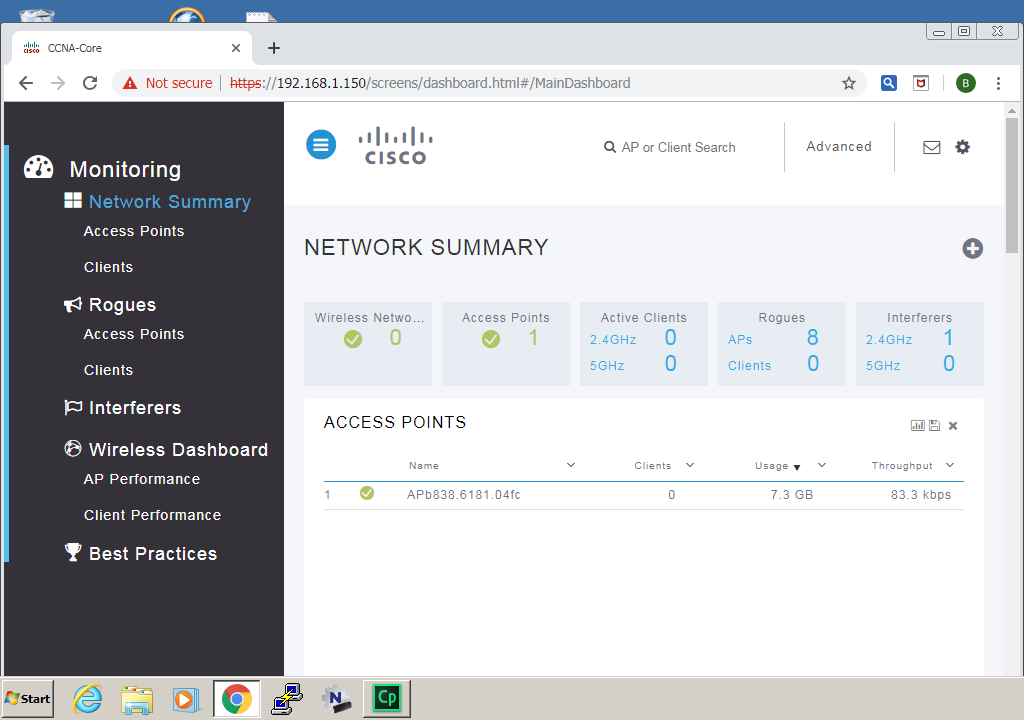 CCNA-Core
Not secure https://192.168.1.150/screens/dashboard.html#/MainDashboard
B
Monitoring
Network Summary
Access Points
Clients
Rogues
Access Points
Clients
Interferers
Wireless Dashboard
AP Performance
Client Performance
Best Practices
CISCO
AP or Client Search
Advanced
NETWORK SUMMARY
Wireless Netwo...
0
Access Points
1
Active Clients
2.4GHz 0
5GHz 0
Rogues
APs 8
Clients 0
Interferers
2.4GHz 1
5GHz 0
ACCESS POINTS
Name Clients Usage Throughput
1 APb838.6181.04fc 0 7.3 GB 83.3 kbps
Start
N
Cp